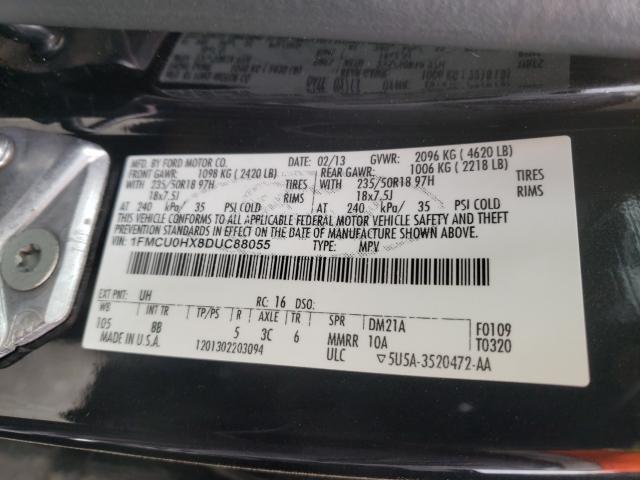 MFD. BY FORD MOTOR CO.
DATE: 02/13 GVWR: 2096 KG ( 4620 LB)
FRONT GAWR: 1098 KG ( 2420 LB) REAR GAWR: 1006 KG ( 2218 LB)
WITH 235/50R18 97H TIRES WITH 235/50R18 97H TIRES
18x7.5J RIMS 18x7.5J RIMS
AT 240 kPa/ 35 PSI COLD AT 240 kPa/ 35 PSI COLD
THIS VEHICLE CONFORMS TO ALL APPLICABLE FEDERAL MOTOR VEHICLE SAFETY AND THEFT PREVENTION
STANDARDS IN EFFECT ON THE DATE OF MANUFACTURE SHOWN ABOVE.
VIN: 1FMCU0HX8DUC88055 TYPE: MPV
EXT PNT: UH RC: 16 DSO:
WB INT TR TP/PS R AXLE TR SPR DM21A F0109
105 8B 5 3C 6 MMRR 10A T0320
MADE IN U.S.A. 1201302203094 ULC ▽5U5A-3S20472-AA